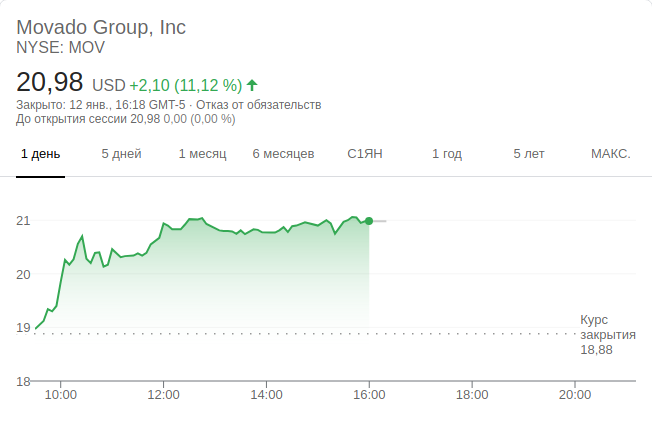 Movado Group, Inc
NYSE: MOV
20,98 USD +2,10 (11,12 %)
Закрыто: 12 янв., 16:18 GMT-5 · Отказ от обязательств
До открытия сессии 20,98 0,00 (0,00 %)
1 день 5 дней 1 месяц 6 месяцев С1ЯН 1 год 5 лет МАКС.
21
20
19
Курс
закрытия
18,88
18
10:00 12:00 14:00 16:00 18:00 20:00